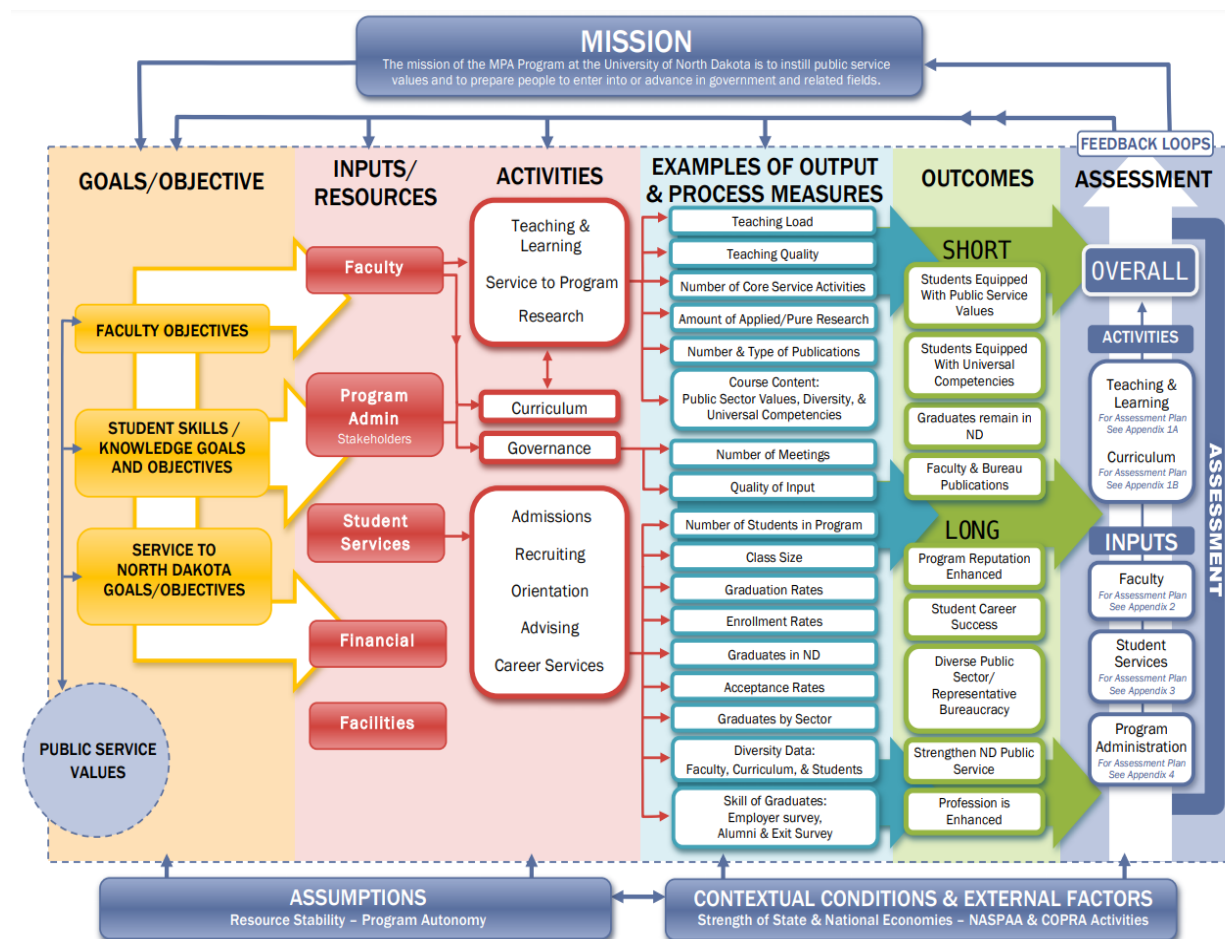 MISSION
The mission of the MPA Program at the University of North Dakota is to instill public service
values and to prepare people to enter into or advance in government and related fields.
FEEDBACK LOOPS
GOALS/OBJECTIVE
FACULTY OBJECTIVES
STUDENT SKILLS /
KNOWLEDGE GOALS
AND OBJECTIVES
SERVICE TO
NORTH DAKOTA
GOALS/OBJECTIVES
PUBLIC SERVICE
VALUES
INPUTS/
RESOURCES
Faculty
Program
Admin
Stakeholders
Student
Services
Financial
Facilities
ACTIVITIES
Teaching &
Learning
Service to Program
Research
Curriculum
Governance
Admissions
Recruiting
Orientation
Advising
Career Services
EXAMPLES OF OUTPUT
& PROCESS MEASURES
Teaching Load
Teaching Quality
Number of Core Service Activities
Amount of Applied/Pure Research
Number & Type of Publications
Course Content:
Public Sector Values, Diversity, &
Universal Competencies
Number of Meetings
Quality of Input
Number of Students in Program
Class Size
Graduation Rates
Enrollment Rates
Graduates in ND
Acceptance Rates
Graduates by Sector
Diversity Data:
Faculty, Curriculum, & Students
Skill of Graduates:
Employer survey,
Alumni & Exit Survey
OUTCOMES
SHORT
Students Equipped
With Public Service
Values
Students Equipped
With Universal
Competencies
Graduates remain in
ND
Faculty & Bureau
Publications
LONG
Program Reputation
Enhanced
Student Career
Success
Diverse Public
Sector/
Representative
Bureaucracy
Strengthen ND Public
Service
Profession is
Enhanced
ASSESSMENT
OVERALL
ACTIVITIES
Teaching &
Learning
For Assessment Plan
See Appendix 1A
Curriculum
For Assessment Plan
See Appendix 1B
INPUTS
Faculty
For Assessment Plan
See Appendix 2
Student
Services
For Assessment Plan
See Appendix 3
Program
Administration
For Assessment Plan
See Appendix 4
ASSESSMENT
ASSUMPTIONS
Resource Stability – Program Autonomy
CONTEXTUAL CONDITIONS & EXTERNAL FACTORS
Strength of State & National Economies – NASPAA & COPRA Activities